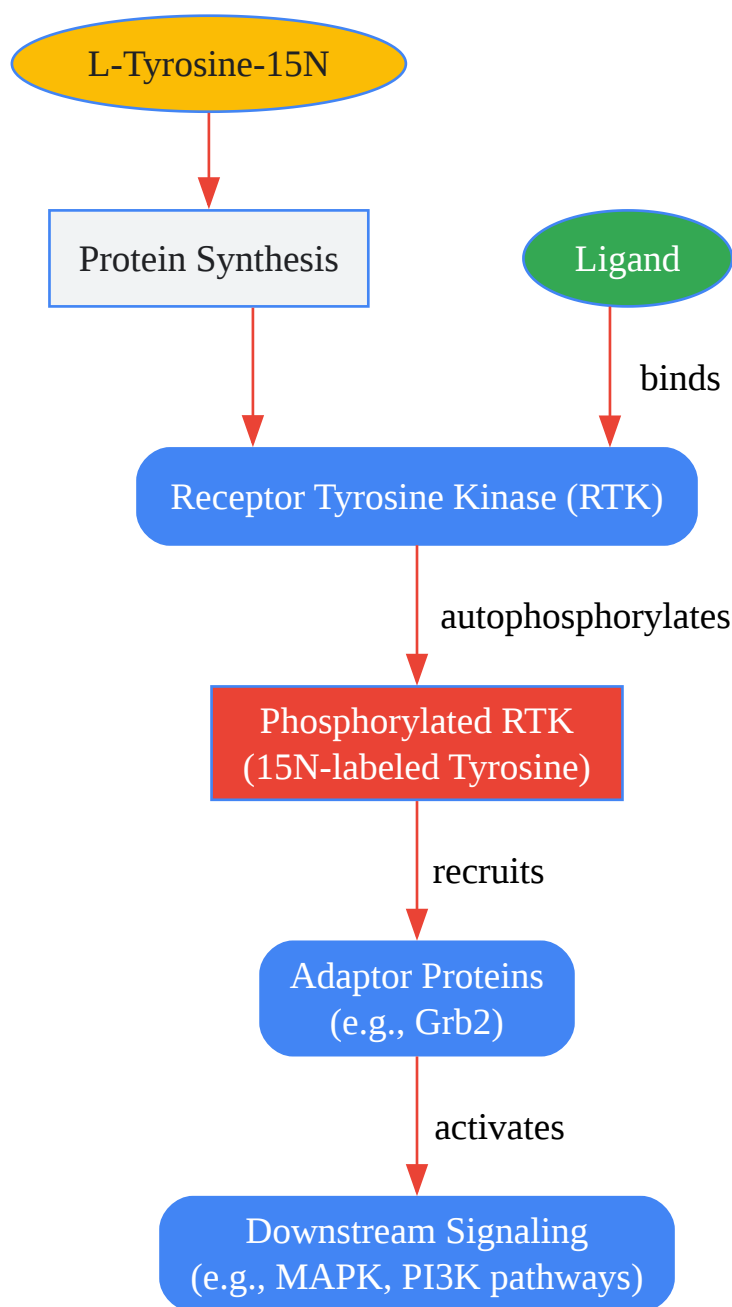 L-Tyrosine-15N
Protein Synthesis
Ligand
binds
Receptor Tyrosine Kinase (RTK)
autophosphorylates
Phosphorylated RTK
(15N-labeled Tyrosine)
recruits
Adaptor Proteins
(e.g., Grb2)
activates
Downstream Signaling
(e.g., MAPK, PI3K pathways)